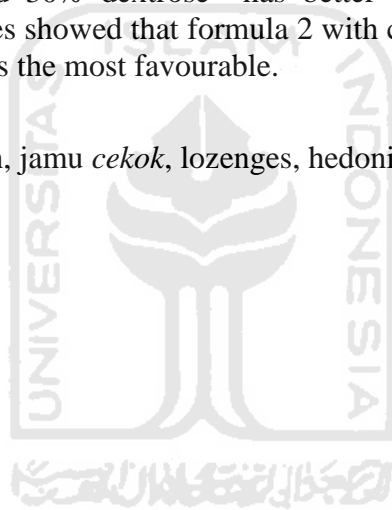 d 50% dextrose has better
es showed that formula 2 with c
s the most favourable.
n, jamu cekok, lozenges, hedoni
ISLAM
UNIVERSITAS
INDONESIA